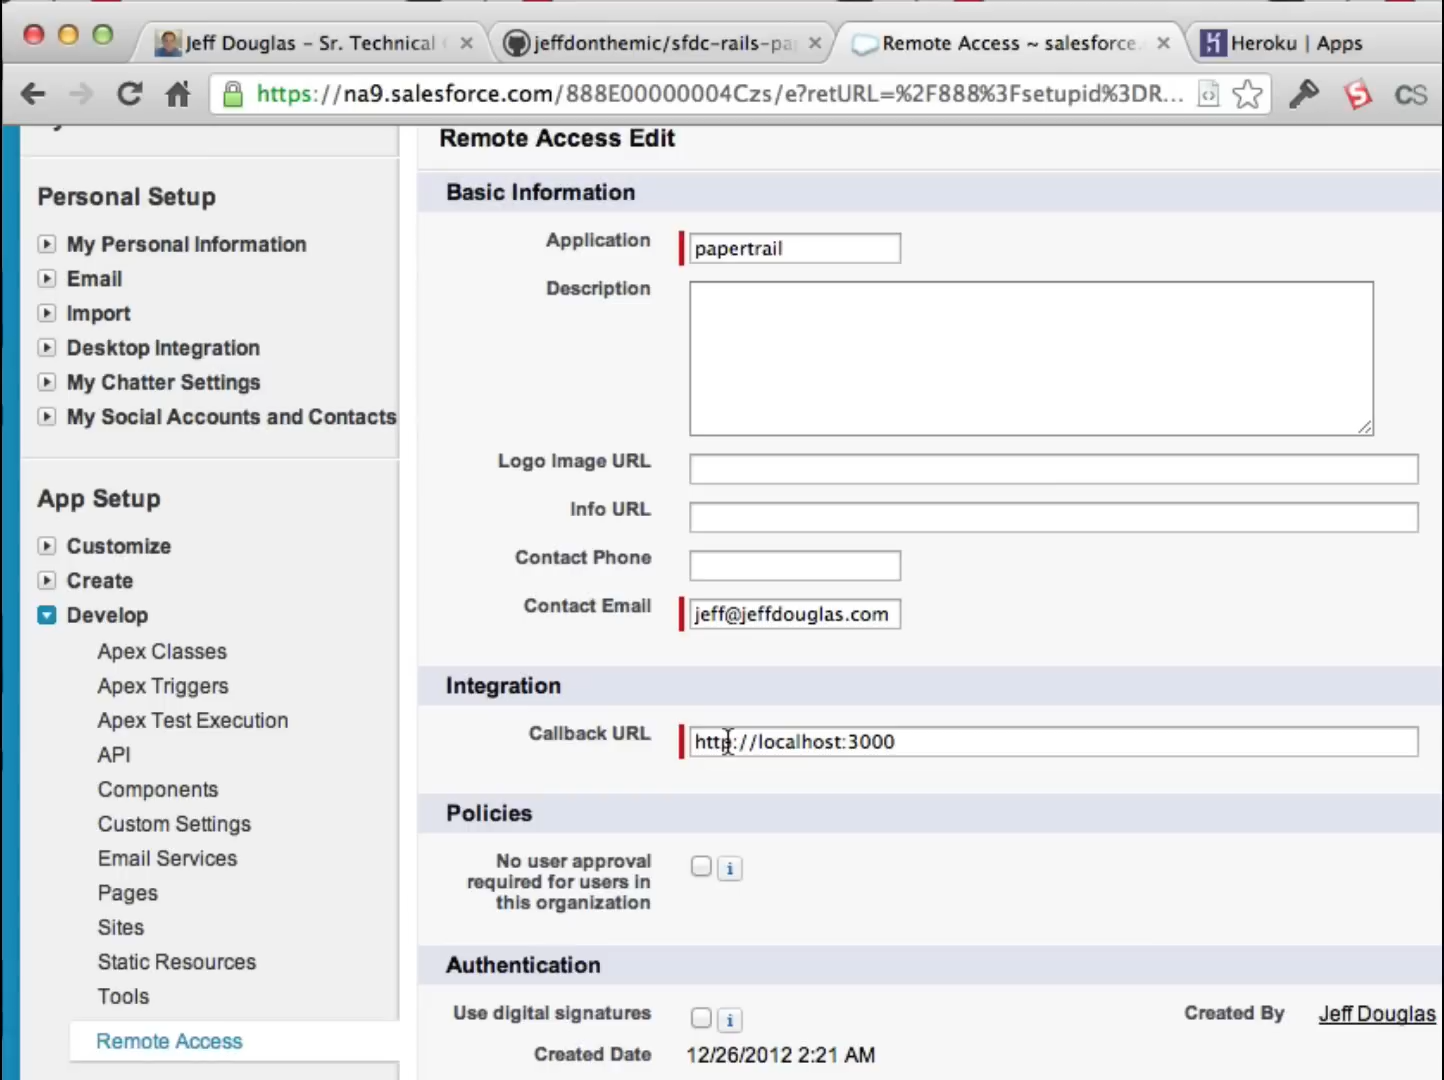 Jeff Douglas – Sr. Technical
jeffdonthemic/sfdc-rails-pa
Remote Access ~ salesforce.
Heroku | Apps
https://na9.salesforce.com/888E00000004Czs/e?retURL=%2F888%3Fsetupid%3DR...
CS
Remote Access Edit
Personal Setup
My Personal Information
Email
Import
Desktop Integration
My Chatter Settings
My Social Accounts and Contacts
App Setup
Customize
Create
Develop
Apex Classes
Apex Triggers
Apex Test Execution
API
Components
Custom Settings
Email Services
Pages
Sites
Static Resources
Tools
Remote Access
Basic Information
Application papertrail
Description
Logo Image URL
Info URL
Contact Phone
Contact Email jeff@jeffdouglas.com
Integration
Callback URL http://localhost:3000
Policies
No user approval
required for users in
this organization
Authentication
Use digital signatures
Created By Jeff Douglas
Created Date 12/26/2012 2:21 AM